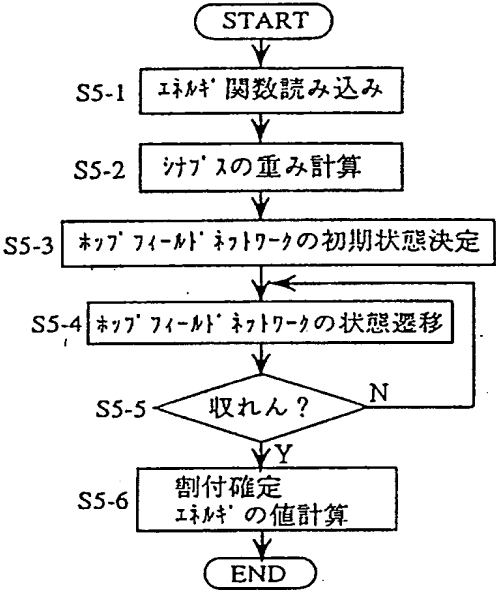 START
S5-1 ｴﾈﾙｷﾞ関数読み込み
S5-2 ｼﾅﾌﾟｽの重み計算
S5-3 ﾎｯﾌﾟﾌｨｰﾙﾄﾞﾈｯﾄﾜｰｸの初期状態決定
S5-4 ﾎｯﾌﾟﾌｨｰﾙﾄﾞﾈｯﾄﾜｰｸの状態遷移
S5-5 収れん？ N
Y
S5-6 割付確定
ｴﾈﾙｷﾞの値計算
END